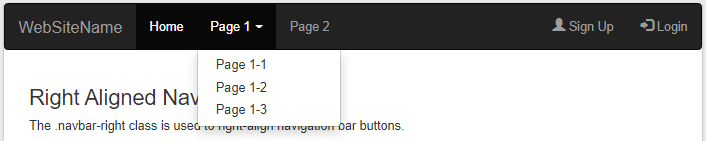 WebSiteName Home Page 1 Page 2 Sign Up Login
Page 1-1
Page 1-2
Page 1-3
Right Aligned Nav
The .navbar-right class is used to right-align navigation bar buttons.